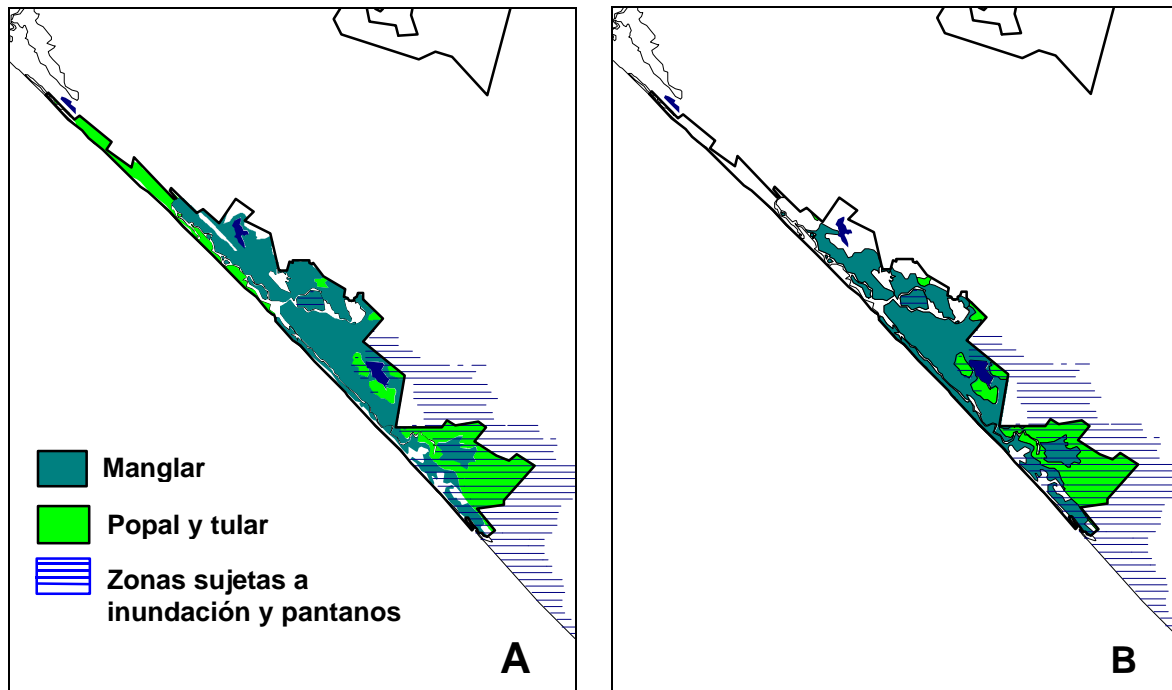 Manglar
Popal y tular
Zonas sujetas a
inundación y pantanos
A
B